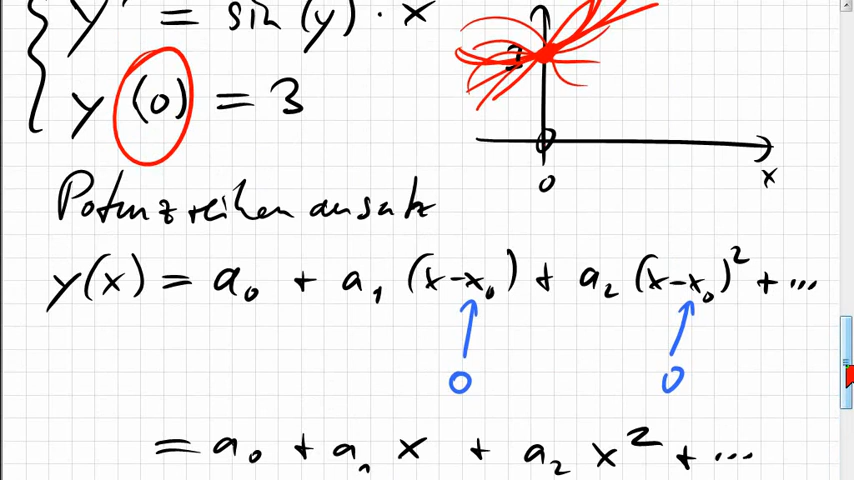 y' = sin (y) · x
y (0) = 3
3
0
0
x
Potenzreihenansatz
y(x) = a₀ + a₁ (x-x₀) + a₂ (x-x₀)² + ...
0 0
= a₀ + a₁ x + a₂ x² + ...